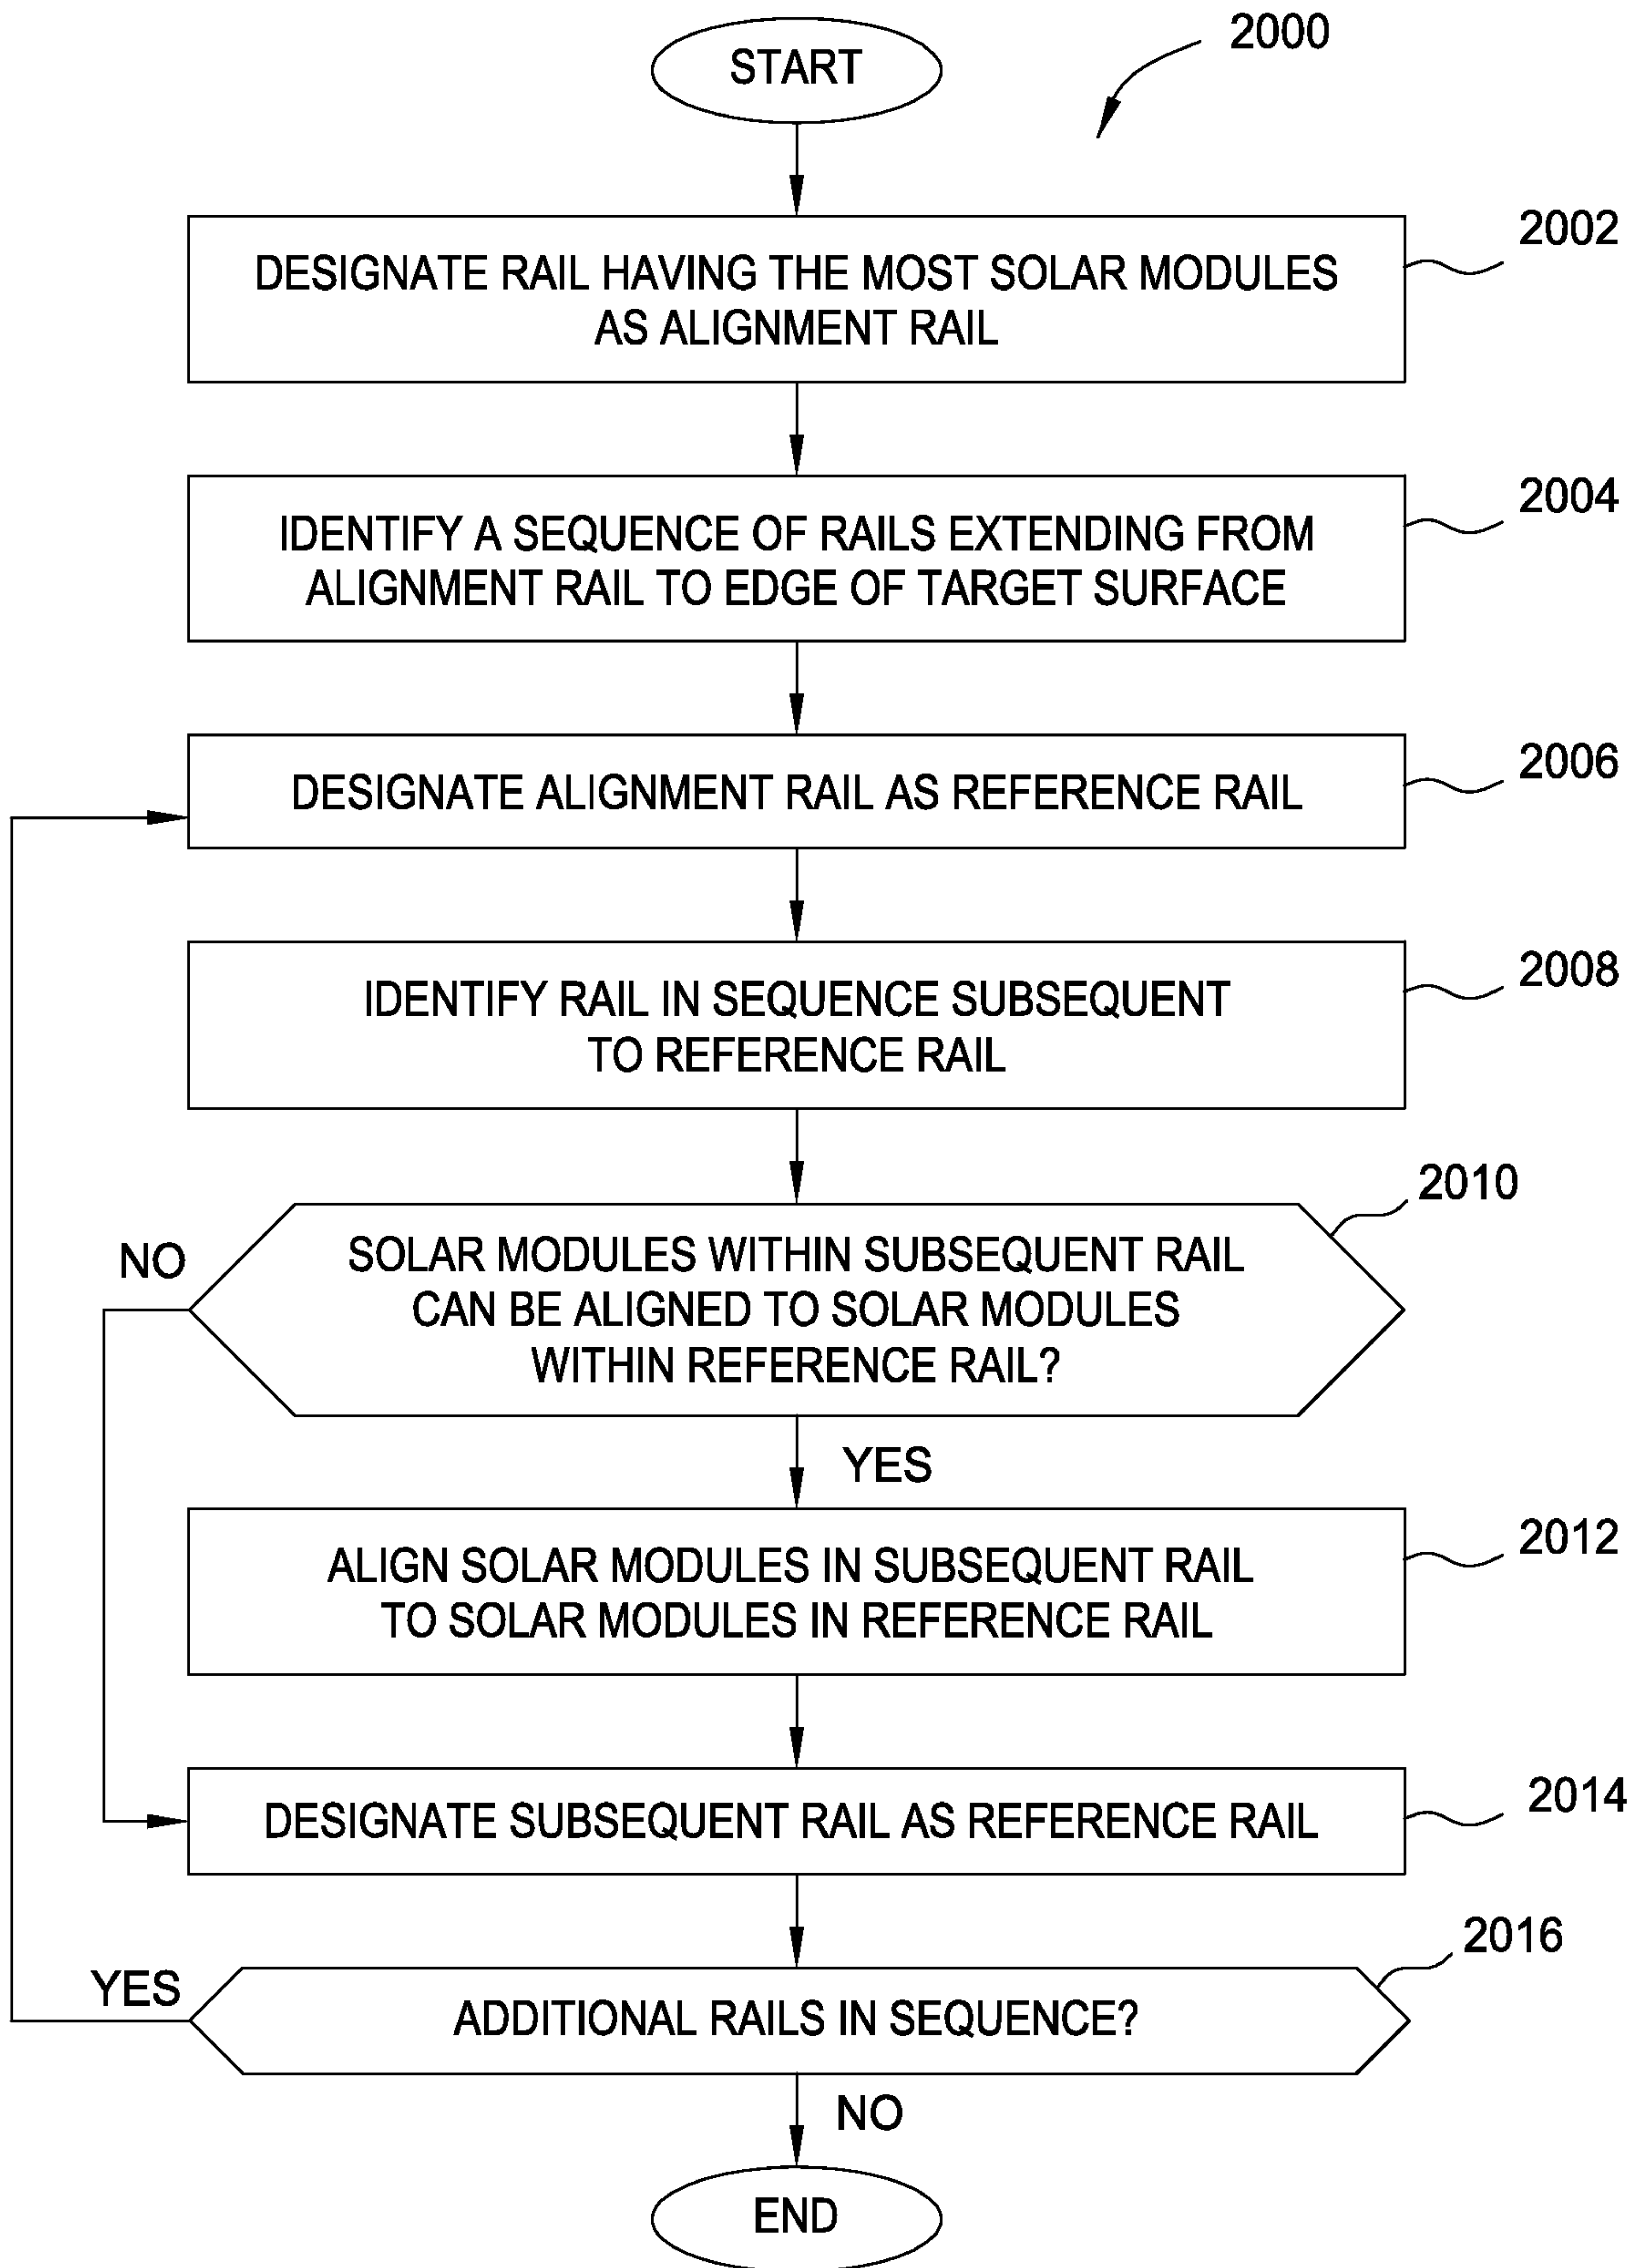 2000
START
2002
DESIGNATE RAIL HAVING THE MOST SOLAR MODULES
AS ALIGNMENT RAIL
2004
IDENTIFY A SEQUENCE OF RAILS EXTENDING FROM
ALIGNMENT RAIL TO EDGE OF TARGET SURFACE
2006
DESIGNATE ALIGNMENT RAIL AS REFERENCE RAIL
2008
IDENTIFY RAIL IN SEQUENCE SUBSEQUENT
TO REFERENCE RAIL
2010
NO
SOLAR MODULES WITHIN SUBSEQUENT RAIL
CAN BE ALIGNED TO SOLAR MODULES
WITHIN REFERENCE RAIL?
YES
2012
ALIGN SOLAR MODULES IN SUBSEQUENT RAIL
TO SOLAR MODULES IN REFERENCE RAIL
2014
DESIGNATE SUBSEQUENT RAIL AS REFERENCE RAIL
2016
YES
ADDITIONAL RAILS IN SEQUENCE?
NO
END